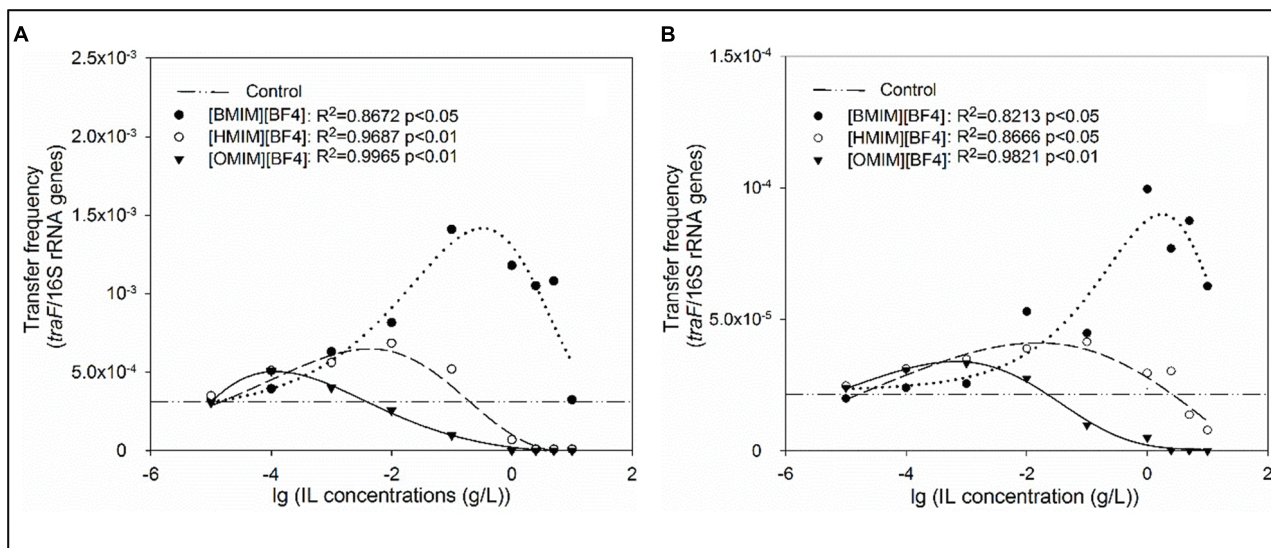 A
Transfer frequency
(traF/16S rRNA genes)
2.5x10-3
2.0x10-3
1.5x10-3
10-3
5.0x10-4
0
Control
[BMIM][BF4]: R2=0.8672 p<0.05
[HMIM][BF4]: R2=0.9687 p<0.01
[OMIM][BF4]: R2=0.9965 p<0.01
-6 -4 -2 0 2
lg (IL concentrations (g/L))
B
Transfer frequency
(traF/16S rRNA genes)
1.5x10-4
10-4
5.0x10-5
0
Control
[BMIM][BF4]: R2=0.8213 p<0.05
[HMIM][BF4]: R2=0.8666 p<0.05
[OMIM][BF4]: R2=0.9821 p<0.01
-6 -4 -2 0 2
lg (IL concentration (g/L))